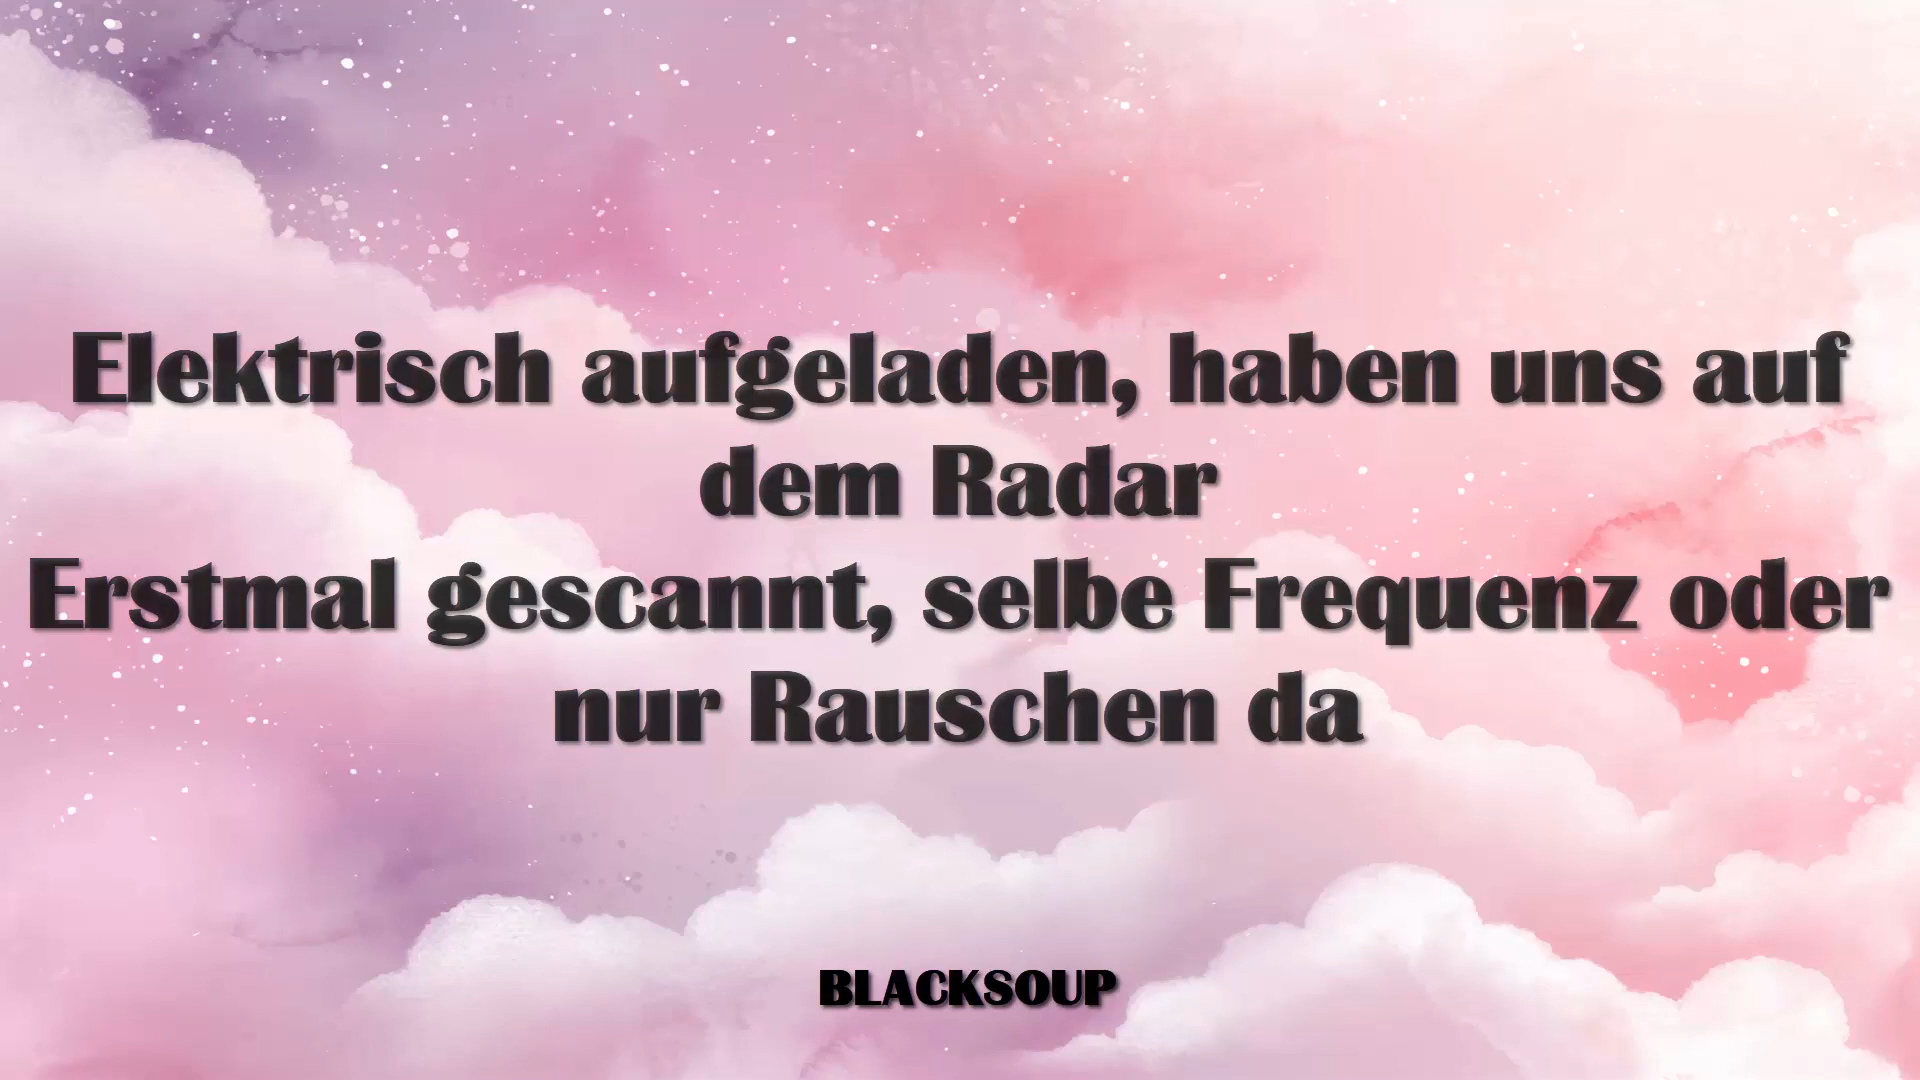 Elektrisch aufgeladen, haben uns auf
dem Radar
Erstmal gescannt, selbe Frequenz oder
nur Rauschen da
BLACKSOUP